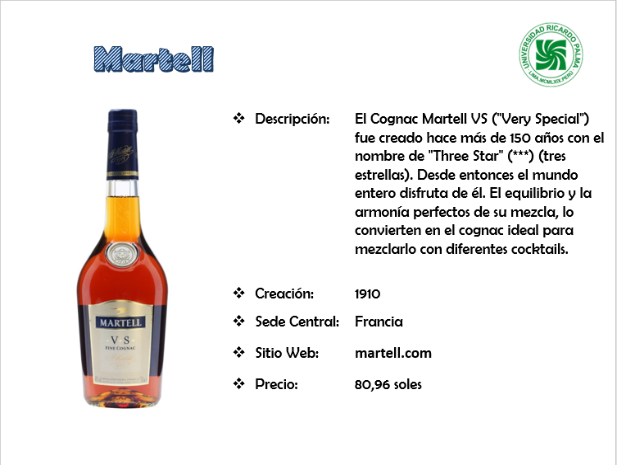 Martell
UNIVERSIDAD RICARDO PALMA
LIMA-MCMLXIX-PERÚ
❖ Descripción: El Cognac Martell VS ("Very Special")
fue creado hace más de 150 años con el
nombre de "Three Star" (***) (tres
estrellas). Desde entonces el mundo
entero disfruta de él. El equilibrio y la
armonía perfectos de su mezcla, lo
convierten en el cognac ideal para
mezclarlo con diferentes cocktails.
❖ Creación: 1910
❖ Sede Central: Francia
❖ Sitio Web: martell.com
❖ Precio: 80,96 soles
MARTELL
V S
FINE COGNAC